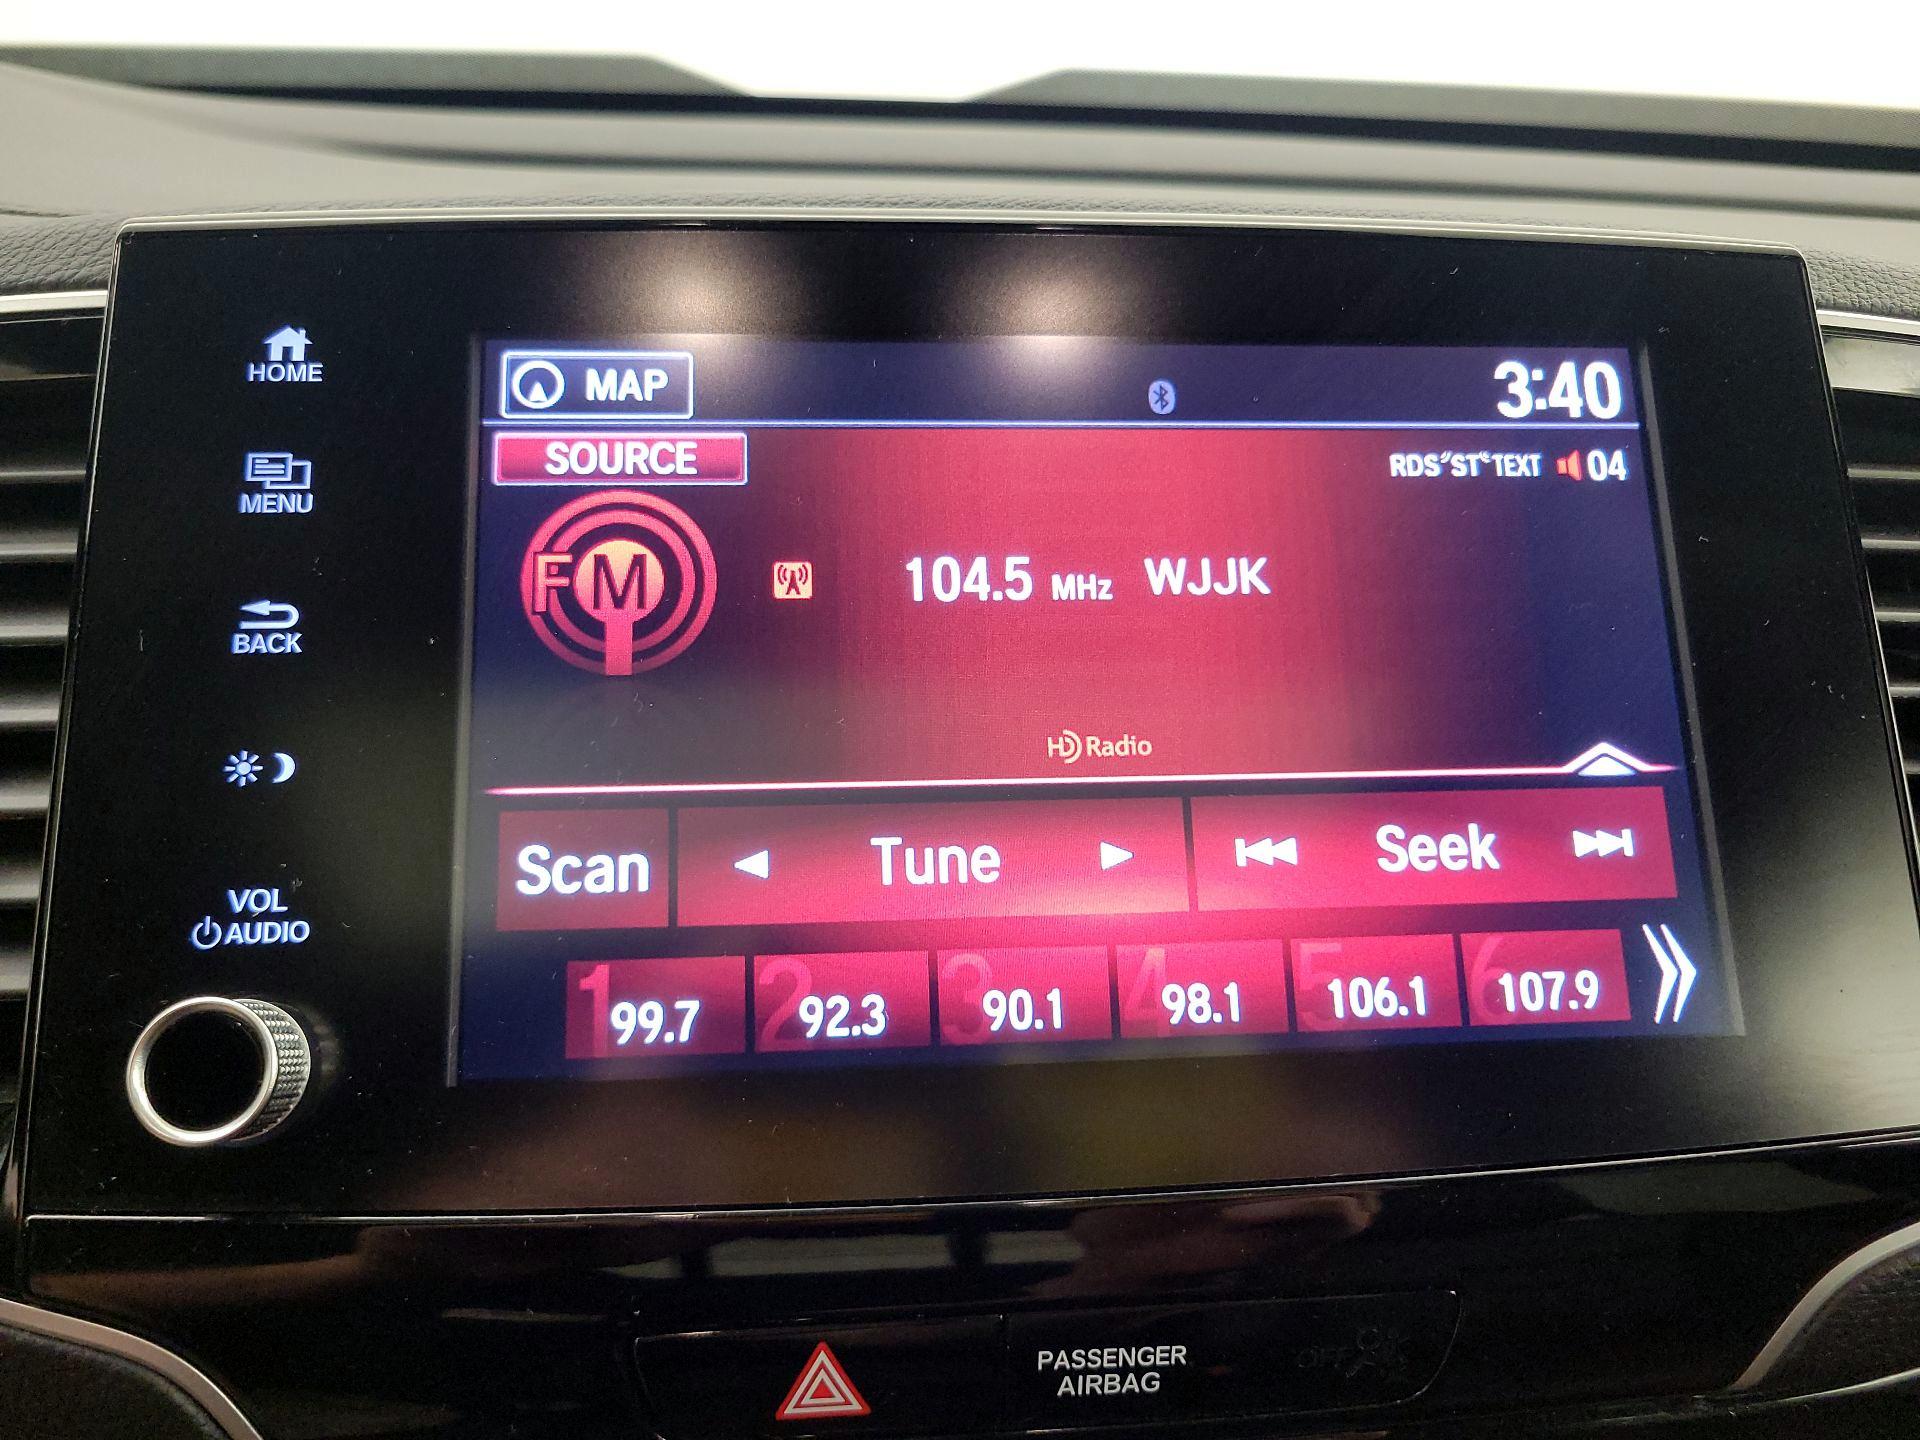 HOME
MENU
BACK
VOL
AUDIO
MAP
3:40
SOURCE
RDS ST TEXT 04
FM
104.5 MHz WJJK
HD Radio
Scan
Tune
Seek
1 99.7
2 92.3
3 90.1
4 98.1
5 106.1
6 107.9
PASSENGER
AIRBAG
OFF